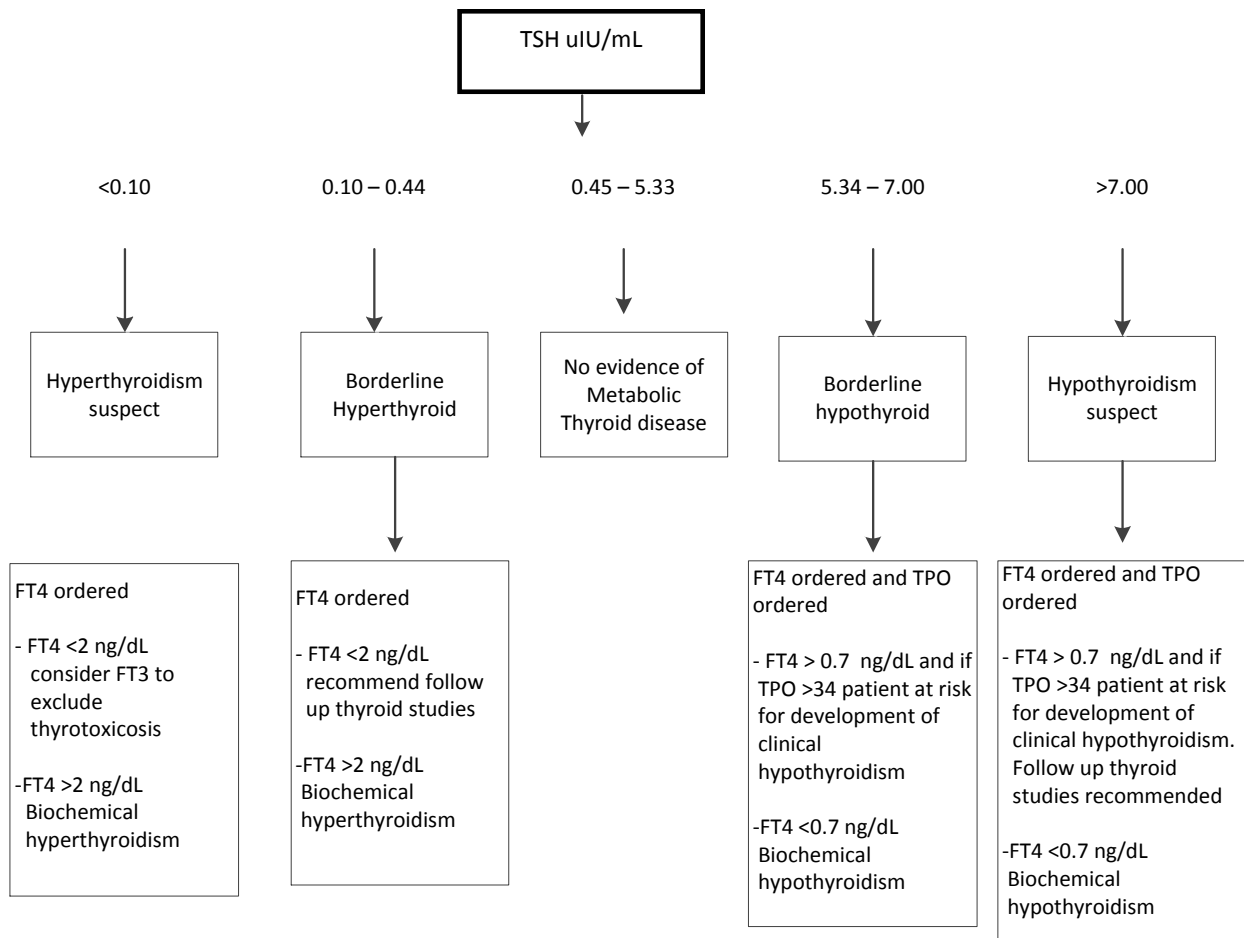 TSH uIU/mL
<0.10
0.10 – 0.44
0.45 – 5.33
5.34 – 7.00
>7.00
Hyperthyroidism
suspect
Borderline
Hyperthyroid
No evidence of
Metabolic
Thyroid disease
Borderline
hypothyroid
Hypothyroidism
suspect
FT4 ordered
- FT4 <2 ng/dL
consider FT3 to
exclude
thyrotoxicosis
-FT4 >2 ng/dL
Biochemical
hyperthyroidism
FT4 ordered
- FT4 <2 ng/dL
recommend follow
up thyroid studies
-FT4 >2 ng/dL
Biochemical
hyperthyroidism
FT4 ordered and TPO
ordered
- FT4 > 0.7 ng/dL and if
TPO >34 patient at risk
for development of
clinical
hypothyroidism
-FT4 <0.7 ng/dL
Biochemical
hypothyroidism
FT4 ordered and TPO
ordered
- FT4 > 0.7 ng/dL and if
TPO >34 patient at risk
for development of
clinical hypothyroidism.
Follow up thyroid
studies recommended
-FT4 <0.7 ng/dL
Biochemical
hypothyroidism